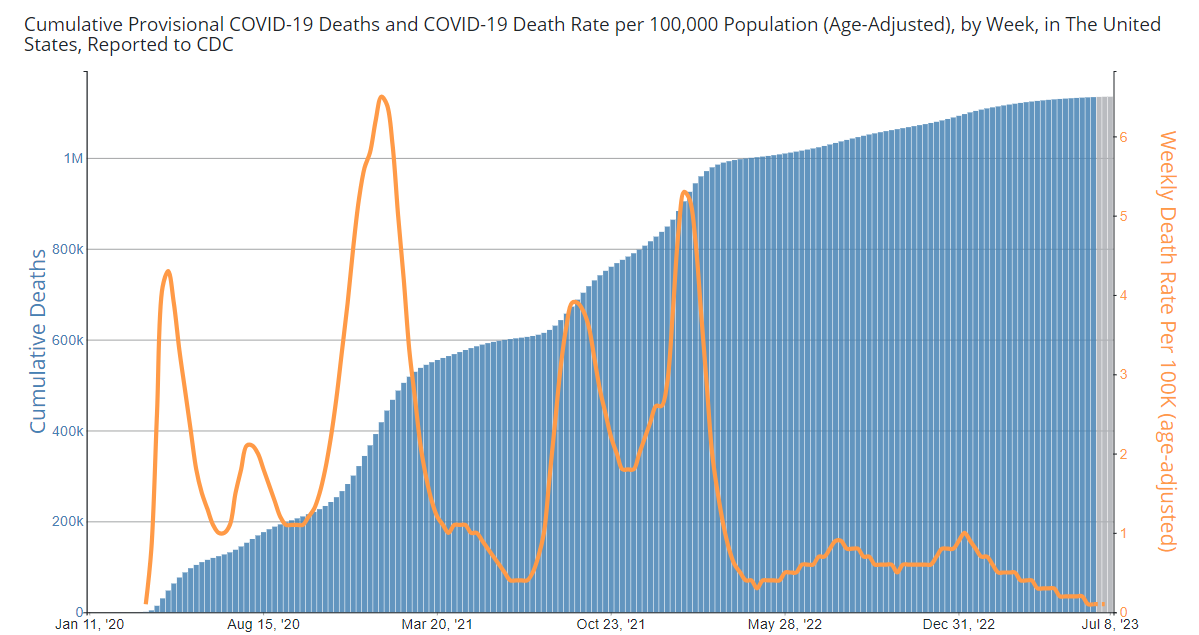 Cumulative Provisional COVID-19 Deaths and COVID-19 Death Rate per 100,000 Population (Age-Adjusted), by Week, in The United
States, Reported to CDC
Cumulative Deaths
1M
800k
600k
400k
200k
0
6
5
4
3
2
1
0
Weekly Death Rate Per 100K (age-adjusted)
Jan 11, '20
Aug 15, '20
Mar 20, '21
Oct 23, '21
May 28, '22
Dec 31, '22
Jul 8, '23